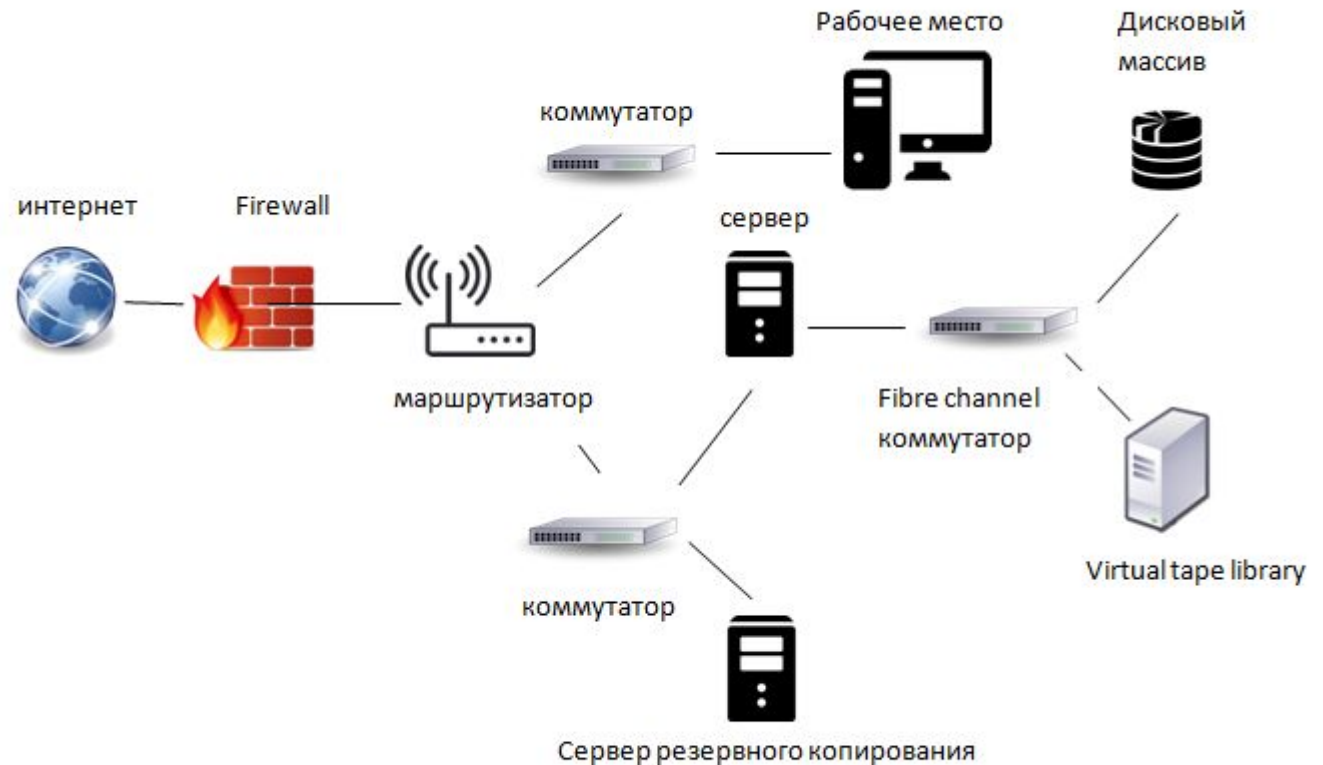 Рабочее место
Дисковый
массив
коммутатор
интернет
Firewall
сервер
маршрутизатор
Fibre channel
коммутатор
Virtual tape library
коммутатор
Сервер резервного копирования